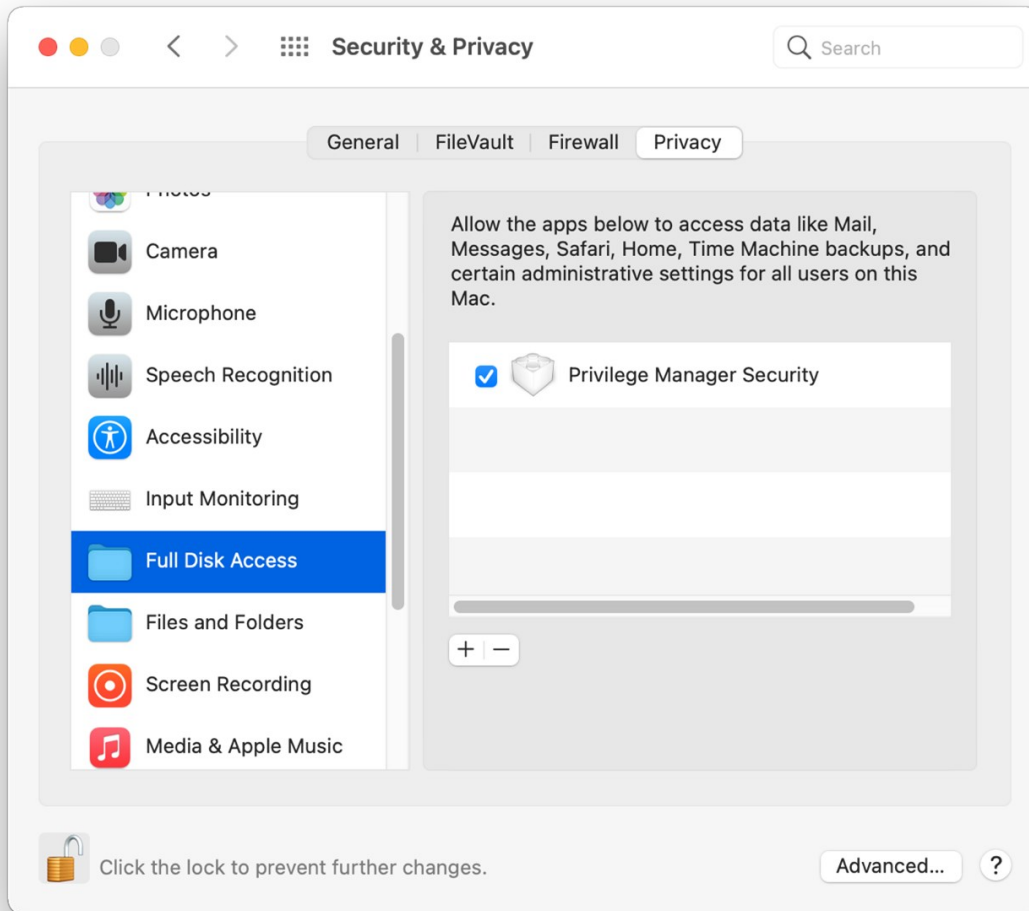 Security & Privacy
Search
General
FileVault
Firewall
Privacy
Photos
Camera
Microphone
Speech Recognition
Accessibility
Input Monitoring
Full Disk Access
Files and Folders
Screen Recording
Media & Apple Music
Allow the apps below to access data like Mail,
Messages, Safari, Home, Time Machine backups, and
certain administrative settings for all users on this
Mac.
Privilege Manager Security
+
−
Click the lock to prevent further changes.
Advanced...
?